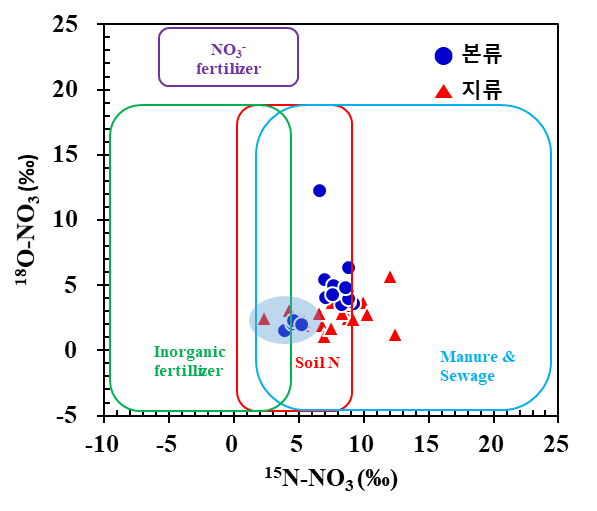 25
20
15
10
5
0
-5
-10
-5
0
5
10
15
20
25
¹⁸O-NO₃ (‰)
¹⁵N-NO₃ (‰)
NO₃⁻
fertilizer
본류
지류
Inorganic
fertillizer
Soil N
Manure &
Sewage